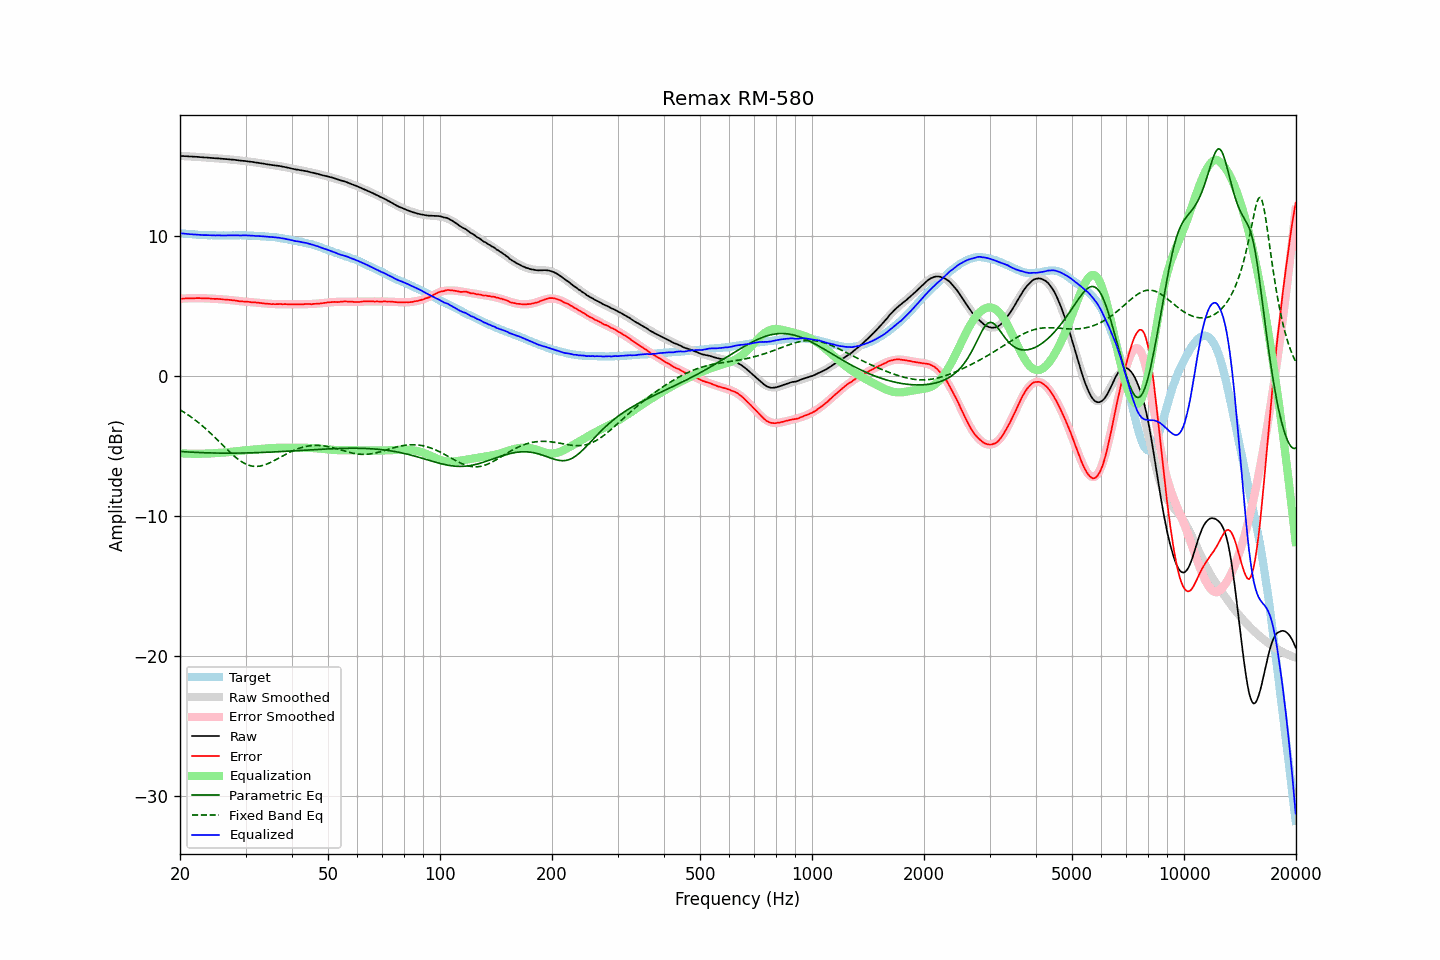 Remax RM-580
Amplitude (dBr)
10
0
−10
−20
−30
Target
Raw Smoothed
Error Smoothed
Raw
Error
Equalization
Parametric Eq
Fixed Band Eq
Equalized
20 50 100 200 500 1000 2000 5000 10000 20000
Frequency (Hz)